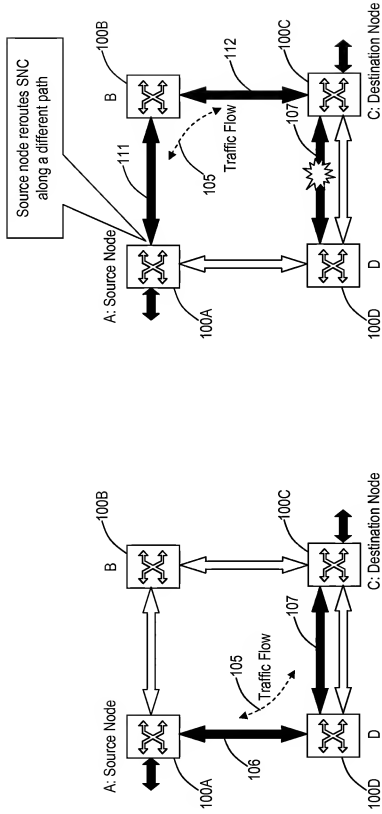 A: Source Node
100A
B
100B
106
105
Traffic Flow
107
D
100D
100C
C: Destination Node
Source node reroutes SNC
along a different path
A: Source Node
100A
111
B
100B
105
Traffic Flow
112
107
D
100D
100C
C: Destination Node